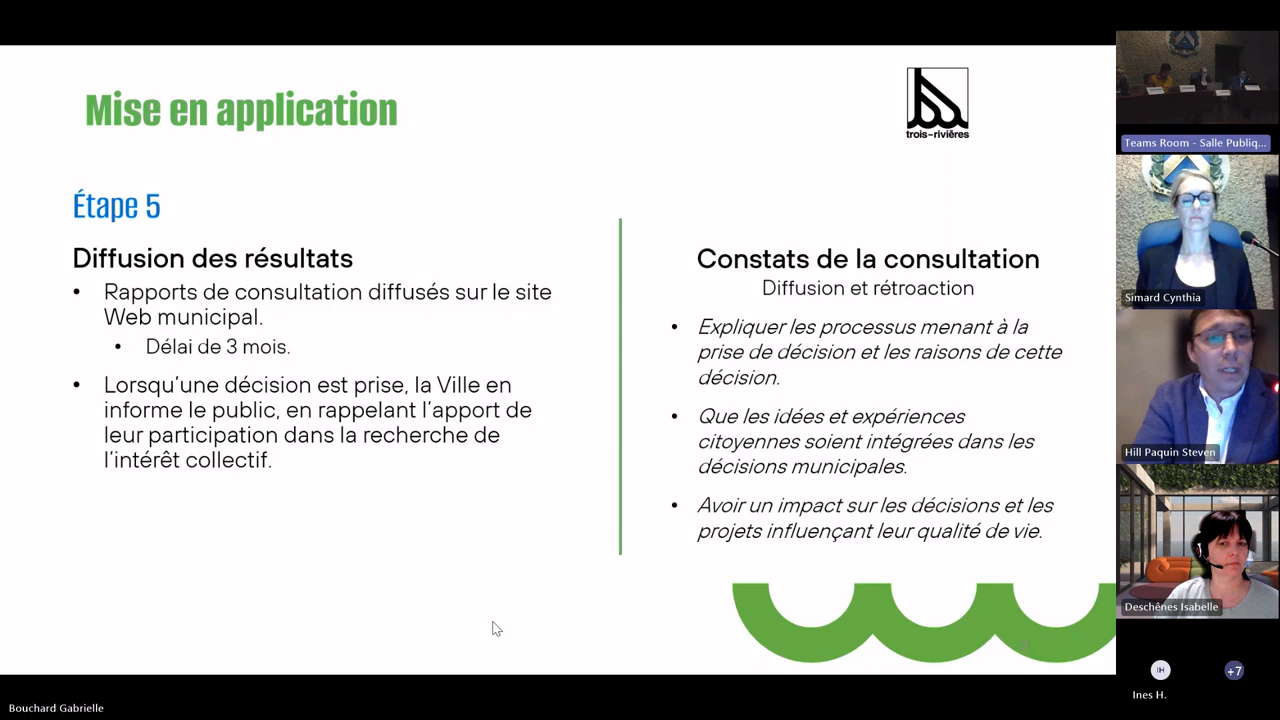 Mise en application
trois-rivières
Étape 5
Diffusion des résultats
• Rapports de consultation diffusés sur le site
Web municipal.
• Délai de 3 mois.
• Lorsqu'une décision est prise, la Ville en
informe le public, en rappelant l'apport de
leur participation dans la recherche de
l'intérêt collectif.
Constats de la consultation
Diffusion et rétroaction
• Expliquer les processus menant à la
prise de décision et les raisons de cette
décision.
• Que les idées et expériences
citoyennes soient intégrées dans les
décisions municipales.
• Avoir un impact sur les décisions et les
projets influençant leur qualité de vie.
Teams Room - Salle Publiq...
Simard Cynthia
Hill Paquin Steven
Deschênes Isabelle
IH
+7
Ines H.
Bouchard Gabrielle